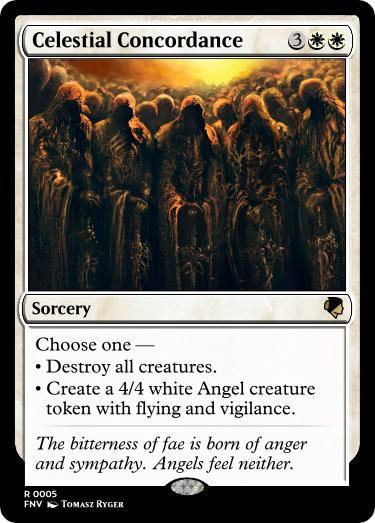 Celestial Concordance 3
Sorcery
Choose one —
• Destroy all creatures.
• Create a 4/4 white Angel creature
token with flying and vigilance.
The bitterness of fae is born of anger
and sympathy. Angels feel neither.
R 0005
FNV Tomasz Ryger